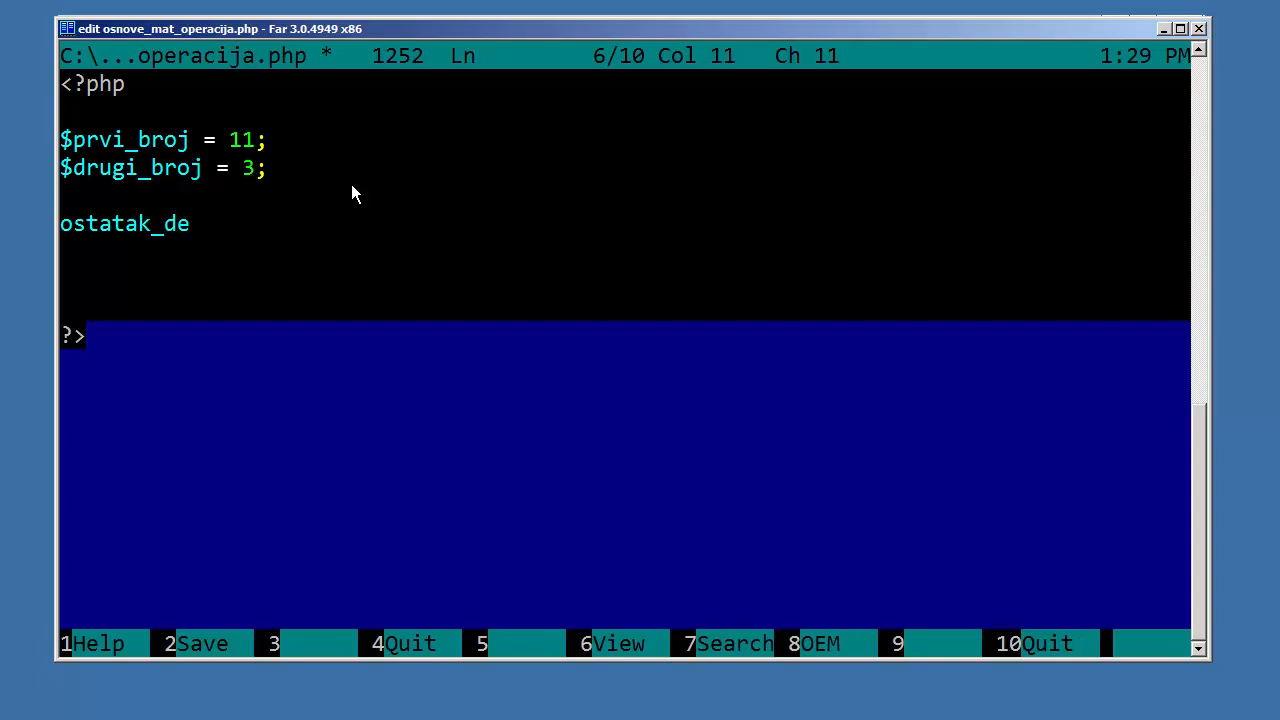 edit osnove_mat_operacija.php - Far 3.0.4949 x86
C:\...operacija.php * 1252 Ln 6/10 Col 11 Ch 11 1:29 PM
<?php
$prvi_broj = 11;
$drugi_broj = 3;
ostatak_de
?>
1Help 2Save 3 4Quit 5 6View 7Search 8OEM 9 10Quit